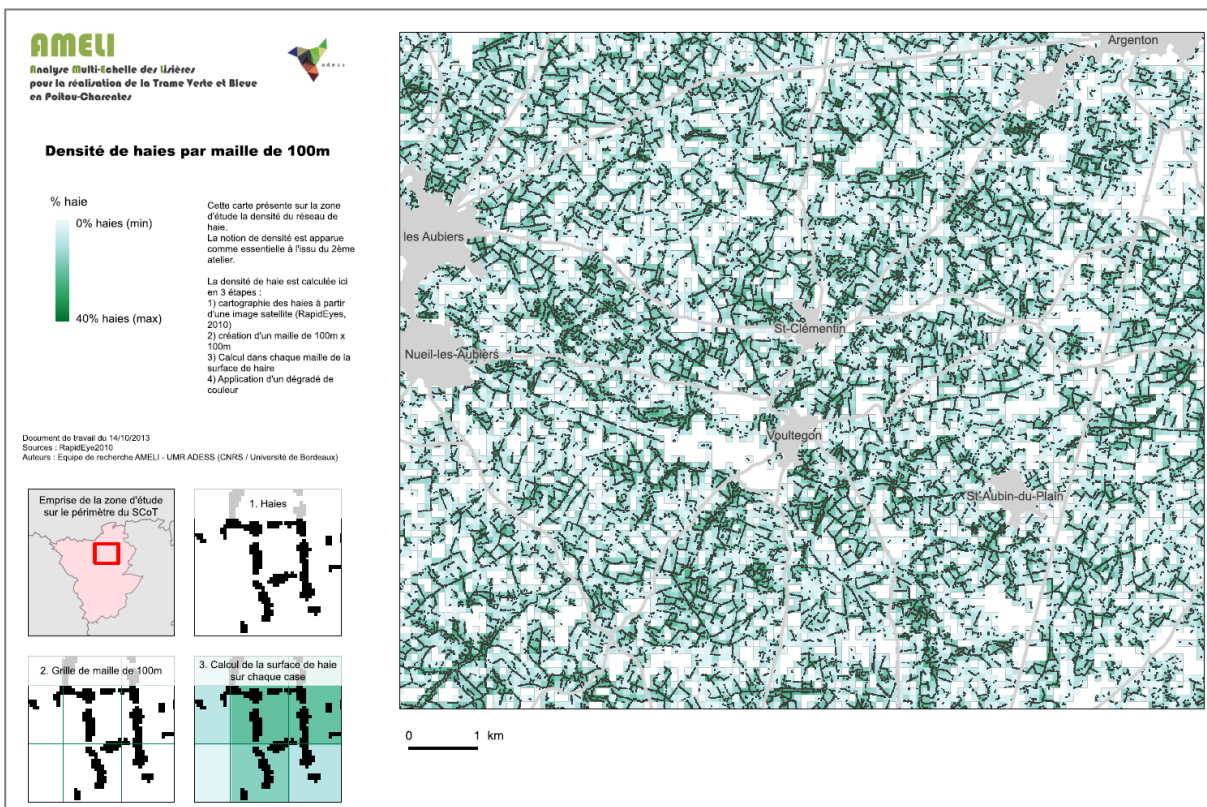 AMELI
Analyse Multi-Echelle des Lisières
pour la réalisation de la Trame Verte et Bleue
en Poitou-Charentes
adess
Densité de haies par maille de 100m
% haie
0% haies (min)
40% haies (max)
Cette carte présente sur la zone
d'étude la densité du réseau de
haie.
La notion de densité est apparue
comme essentielle à l'issu du 2ème
atelier.
La densité de haie est calculée ici
en 3 étapes :
1) cartographie des haies à partir
d'une image satellite (RapidEyes,
2010)
2) création d'un maille de 100m x
100m
3) Calcul dans chaque maille de la
surface de haire
4) Application d'un dégradé de
couleur
Document de travail du 14/10/2013
Sources : RapidEye2010
Auteurs : Equipe de recherche AMELI - UMR ADESS (CNRS / Université de Bordeaux)
Emprise de la zone d'étude
sur le périmètre du SCoT
1. Haies
2. Grille de maille de 100m
3. Calcul de la surface de haie
sur chaque case
Argenton
les Aubiers
St-Clémentin
Nueil-les-Aubiers
Voultegon
St-Aubin-du-Plain
0 1 km